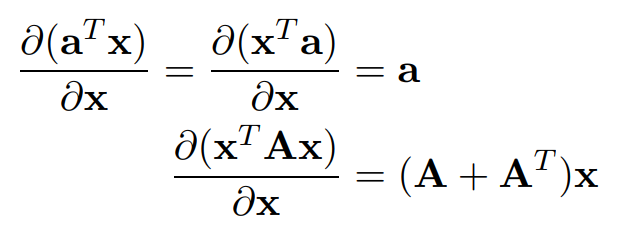 ∂(𝐚ᵀ𝐱)/∂𝐱 = ∂(𝐱ᵀ𝐚)/∂𝐱 = 𝐚
∂(𝐱ᵀ𝐀𝐱)/∂𝐱 = (𝐀 + 𝐀ᵀ)𝐱